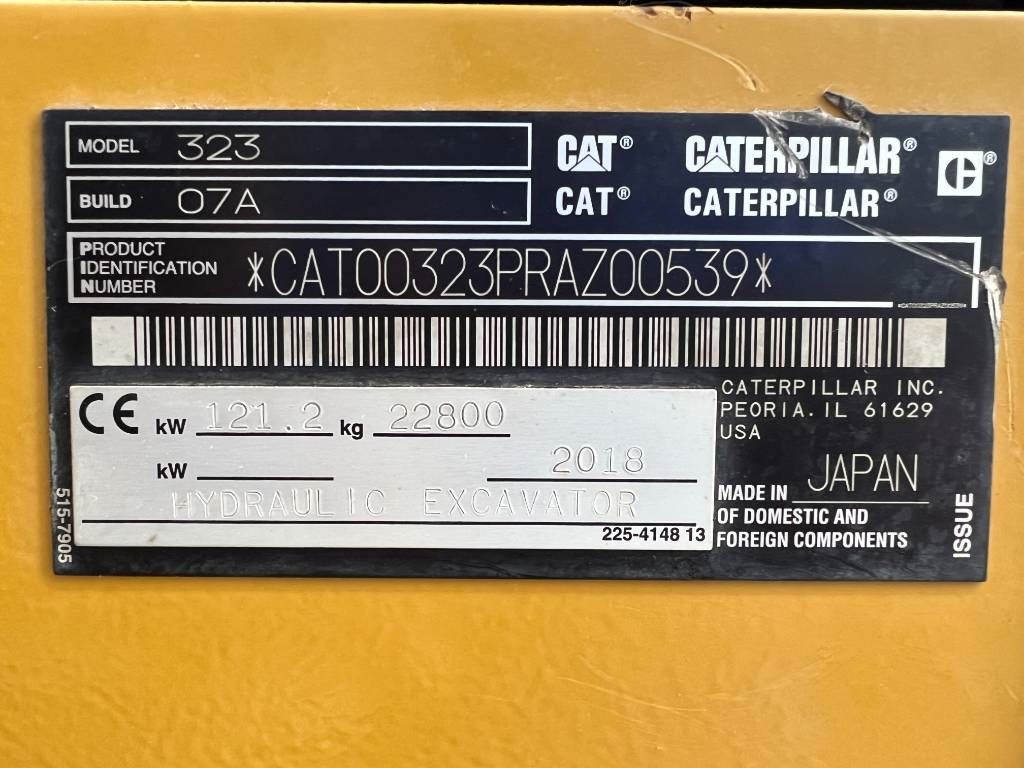 MODEL 323
BUILD 07A
CAT® CATERPILLAR® C®
CAT® CATERPILLAR®
PRODUCT
IDENTIFICATION
NUMBER
*CAT00323PRAZ00539*
*CAT00323PRAZ00539*
CE kW 121.2 kg 22800
kW 2018
HYDRAULIC EXCAVATOR
225-4148 13
515-7905
CATERPILLAR INC.
PEORIA, IL 61629
USA
MADE IN JAPAN
OF DOMESTIC AND
FOREIGN COMPONENTS
ISSUE